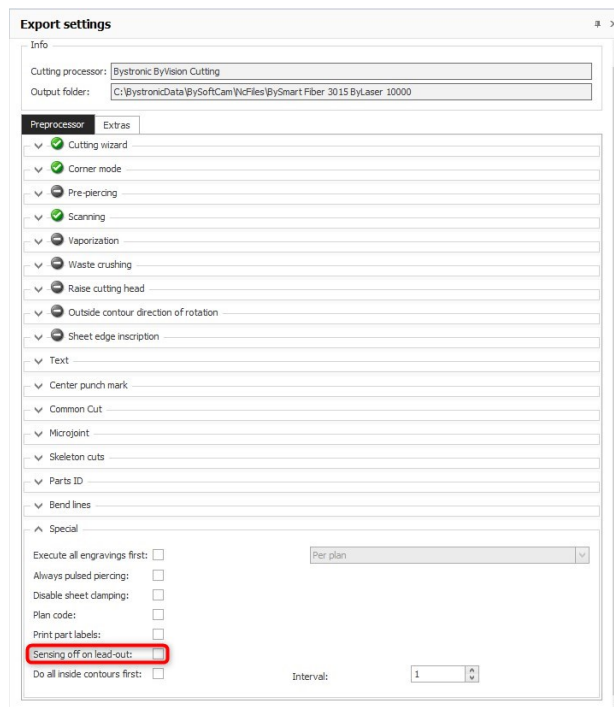 Export settings
Info
Cutting processor: Bystronic ByVision Cutting
Output folder: C:\BystronicData\BySoftCam\NcFiles\BySmart Fiber 3015 ByLaser 10000
Preprocessor Extras
Cutting wizard
Corner mode
Pre-piercing
Scanning
Vaporization
Waste crushing
Raise cutting head
Outside contour direction of rotation
Sheet edge inscription
Text
Center punch mark
Common Cut
Microjoint
Skeleton cuts
Parts ID
Bend lines
Special
Execute all engravings first: Per plan
Always pulsed piercing:
Disable sheet clamping:
Plan code:
Print part labels:
Sensing off on lead-out:
Do all inside contours first: Interval: 1